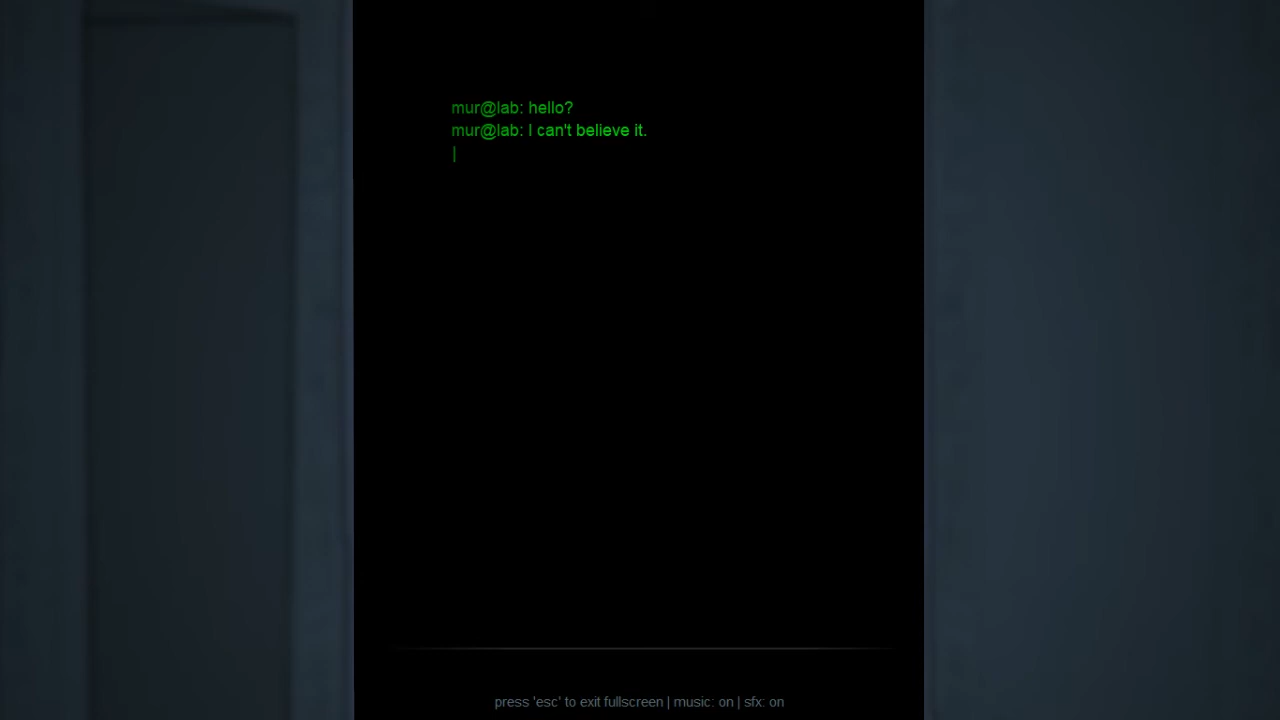 mur@lab: hello?
mur@lab: I can't believe it.
|
press 'esc' to exit fullscreen | music: on | sfx: on